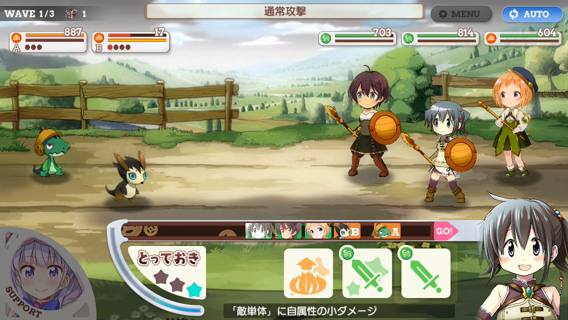 WAVE 1/3 1
通常攻撃
MENU
AUTO
887
A
17
B
703
814
604
B
A
GO!
とっておき
SUPPORT
「敵単体」に自属性の小ダメージ